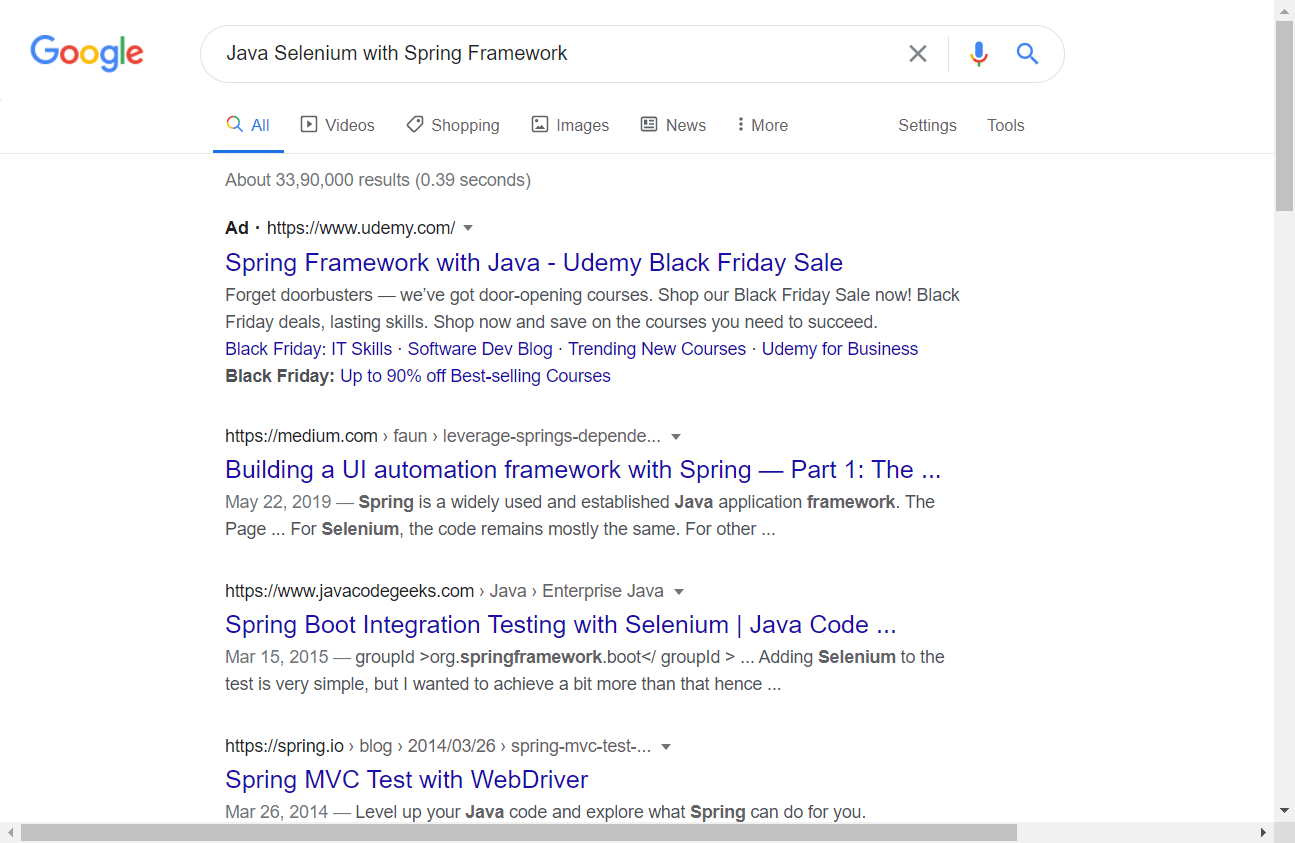 Google
Java Selenium with Spring Framework
All Videos Shopping Images News More Settings Tools
About 33,90,000 results (0.39 seconds)
Ad · https://www.udemy.com/
Spring Framework with Java - Udemy Black Friday Sale
Forget doorbusters — we’ve got door-opening courses. Shop our Black Friday Sale now! Black
Friday deals, lasting skills. Shop now and save on the courses you need to succeed.
Black Friday: IT Skills · Software Dev Blog · Trending New Courses · Udemy for Business
Black Friday: Up to 90% off Best-selling Courses
https://medium.com › faun › leverage-springs-depende...
Building a UI automation framework with Spring — Part 1: The ...
May 22, 2019 — Spring is a widely used and established Java application framework. The
Page ... For Selenium, the code remains mostly the same. For other ...
https://www.javacodegeeks.com › Java › Enterprise Java
Spring Boot Integration Testing with Selenium | Java Code ...
Mar 15, 2015 — groupId >org.springframework.boot</ groupId > ... Adding Selenium to the
test is very simple, but I wanted to achieve a bit more than that hence ...
https://spring.io › blog › 2014/03/26 › spring-mvc-test-...
Spring MVC Test with WebDriver
Mar 26, 2014 — Level up your Java code and explore what Spring can do for you.